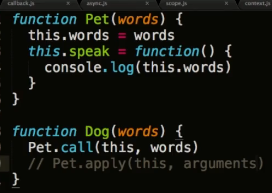 callback.js async.js scope.js context.js
function Pet(words) {
this.words = words
this.speak = function() {
console.log(this.words)
}
}
function Dog(words) {
Pet.call(this, words)
// Pet.apply(this, arguments)
}